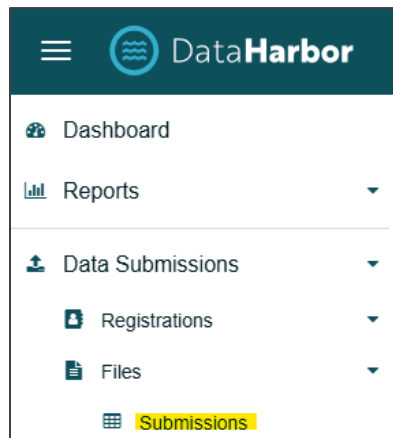 DataHarbor
Dashboard
Reports
Data Submissions
Registrations
Files
Submissions